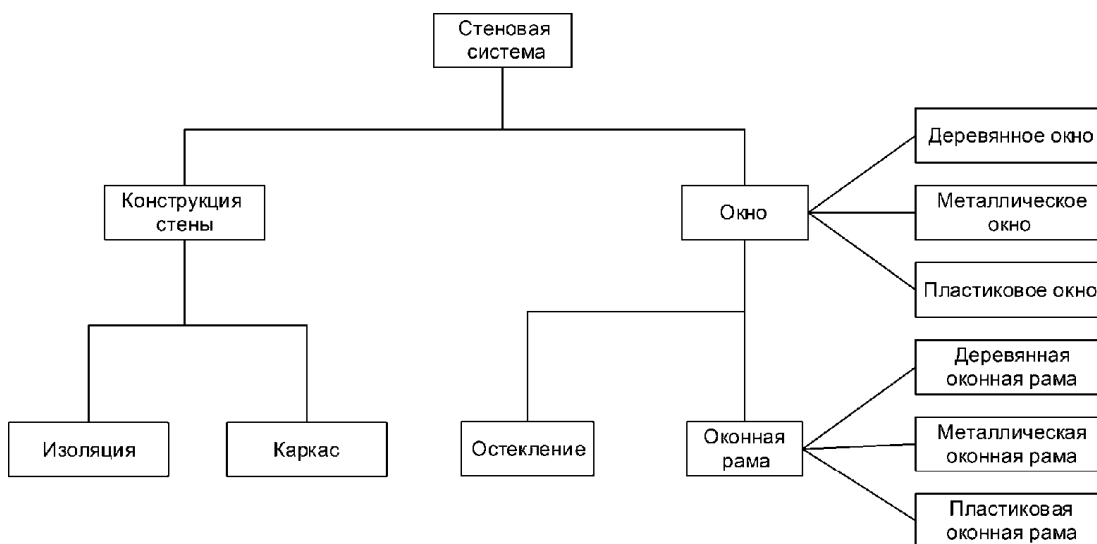 Стеновая
система
Деревянное окно
Конструкция
стены
Окно
Металлическое
окно
Пластиковое окно
Деревянная
оконная рама
Изоляция
Каркас
Остекление
Оконная
рама
Металлическая
оконная рама
Пластиковая
оконная рама